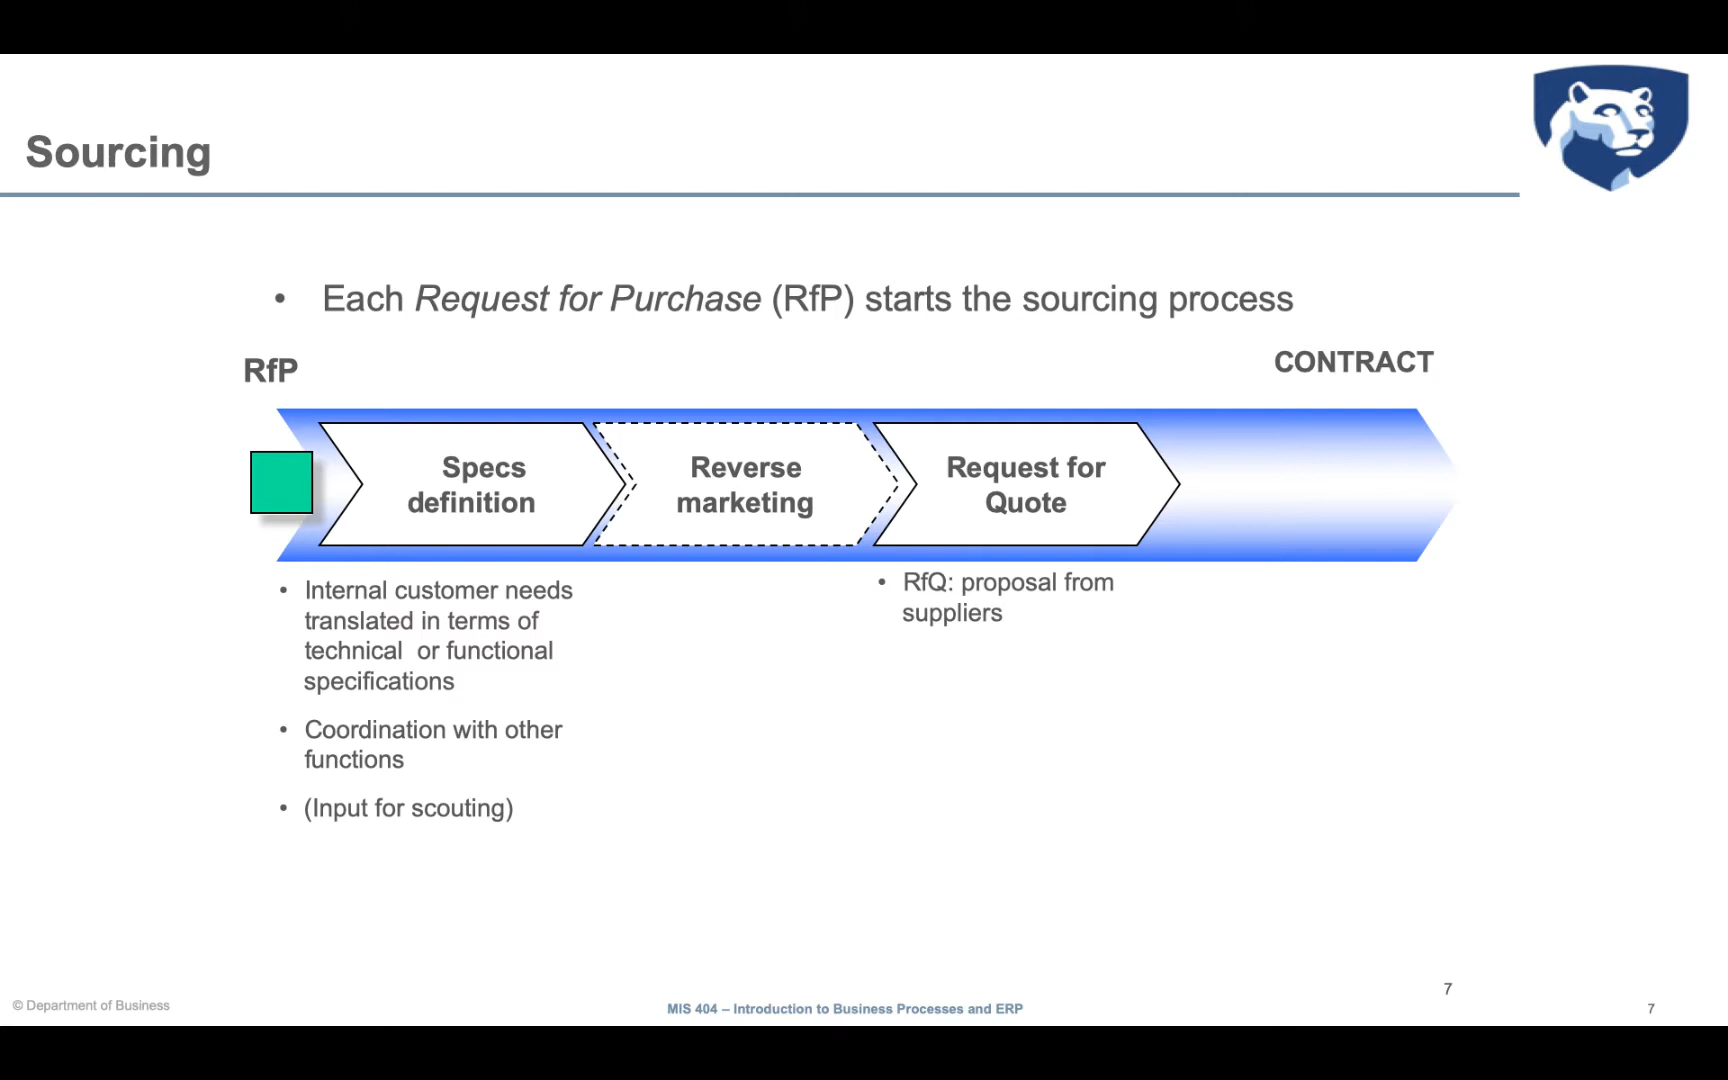 Sourcing
• Each Request for Purchase (RfP) starts the sourcing process
RfP
CONTRACT
Specs
definition
Reverse
marketing
Request for
Quote
• Internal customer needs
translated in terms of
technical  or functional
specifications
• Coordination with other
functions
• (Input for scouting)
• RfQ: proposal from
suppliers
7
© Department of Business
MIS 404 – Introduction to Business Processes and ERP
7